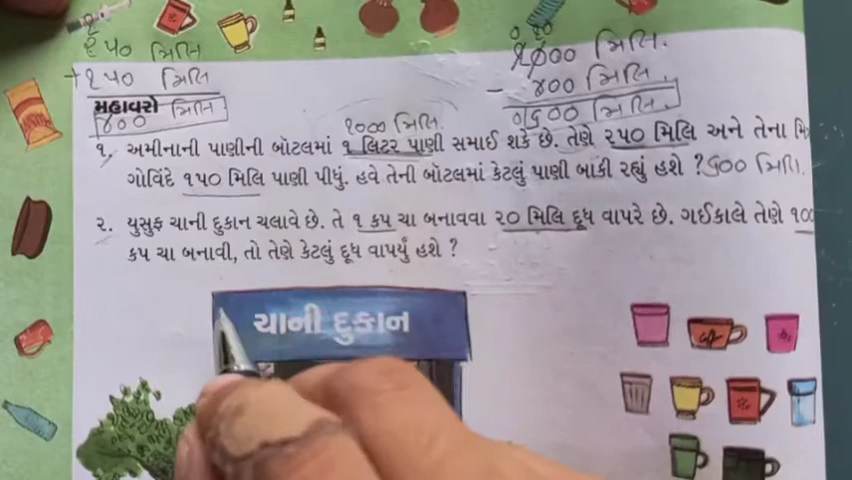 ૨૫૦ મિલિ
+૧૫૦ મિલિ
૪૦૦ મિલિ
૧૦૦૦ મિલિ.
- ૪૦૦ મિલિ.
૦૬૦૦ મિલિ.
મહાવરો
૧૦૦૦ મિલિ.
૧. અમીનાની પાણીની બૉટલમાં ૧ લિટર પાણી સમાઈ શકે છે. તેણે ૨૫૦ મિલિ અને તેના
ગોવિંદે ૧૫૦ મિલિ પાણી પીધું. હવે તેની બૉટલમાં કેટલું પાણી બાકી રહ્યું હશે ? ૬૦૦ મિલિ.
૨. યુસુફ ચાની દુકાન ચલાવે છે. તે ૧ કપ ચા બનાવવા ૨૦ મિલિ દૂધ વાપરે છે. ગઈકાલે તેણે ૧૦૦
કપ ચા બનાવી, તો તેણે કેટલું દૂધ વાપર્યું હશે ?
ચાની દુકાન